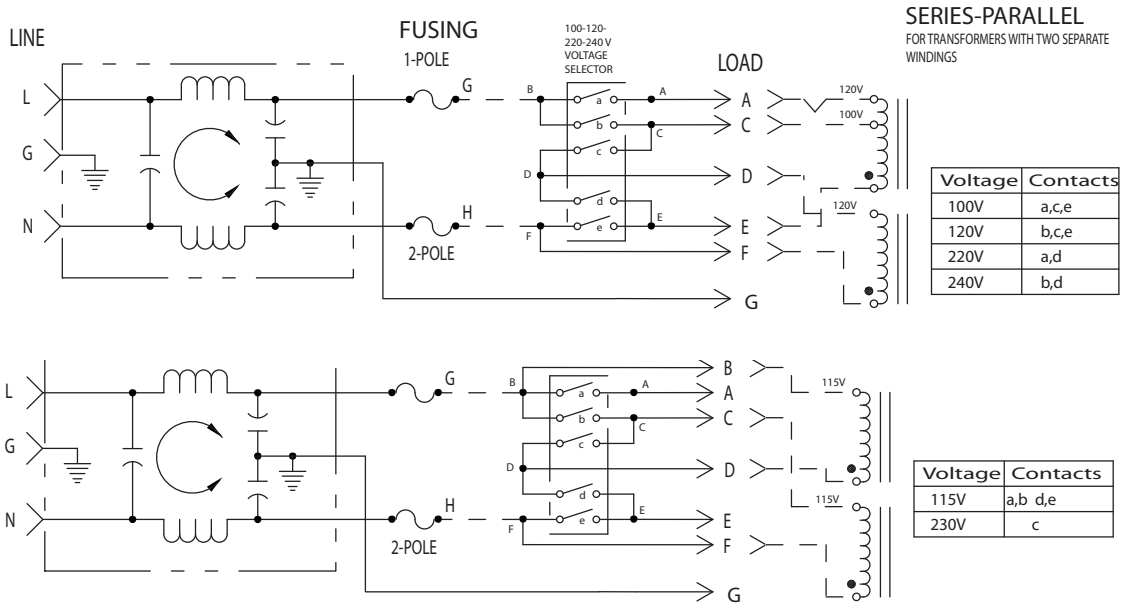 SERIES-PARALLEL
FOR TRANSFORMERS WITH TWO SEPARATE
WINDINGS
LINE
FUSING
1-POLE
100-120-
220-240 V
VOLTAGE
SELECTOR
LOAD
L
G
B
a
A
A
120V
b
C
C
100V
G
c
D
D
120V
d
N
H
e
E
E
2-POLE
F
F
G
Voltage Contacts
100V a,c,e
120V b,c,e
220V a,d
240V b,d
B
L
G
B
a
A
A
115V
b
C
C
G
c
D
D
115V
d
N
H
e
E
E
2-POLE
F
F
G
Voltage Contacts
115V a,b d,e
230V c